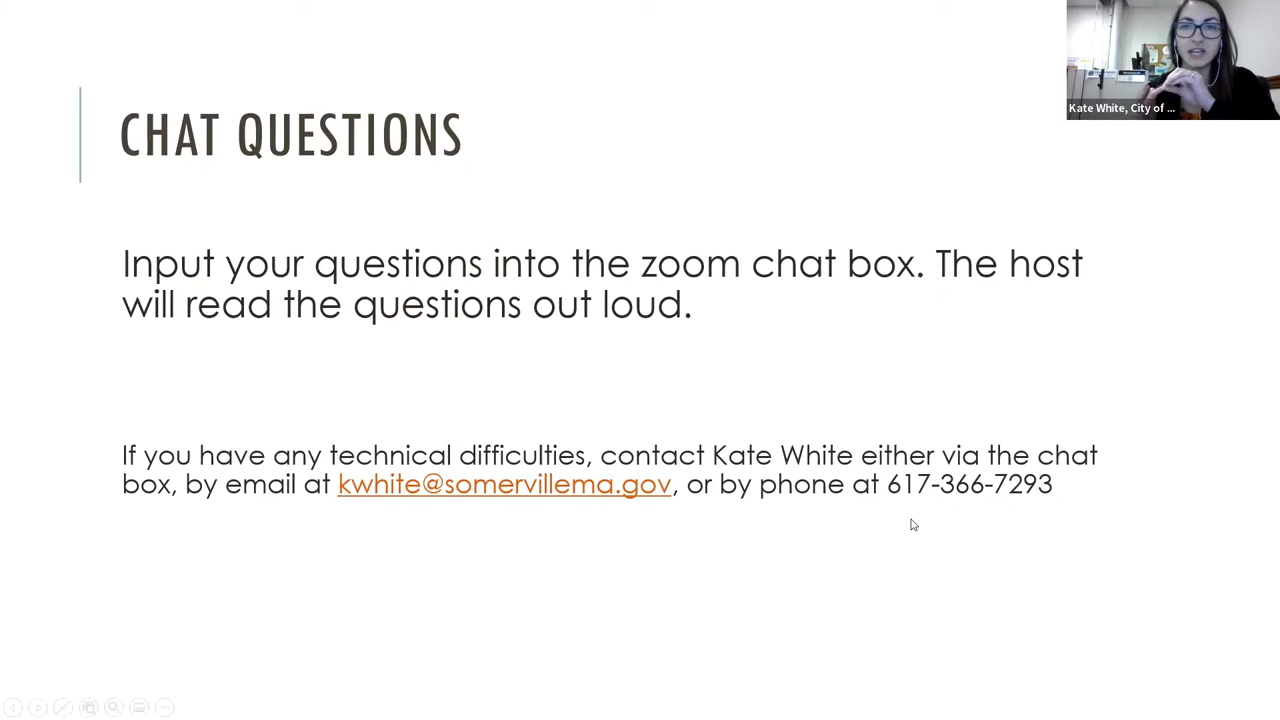 Kate White, City of ...
CHAT QUESTIONS
Input your questions into the zoom chat box. The host
will read the questions out loud.
If you have any technical difficulties, contact Kate White either via the chat
box, by email at kwhite@somervillema.gov, or by phone at 617-366-7293